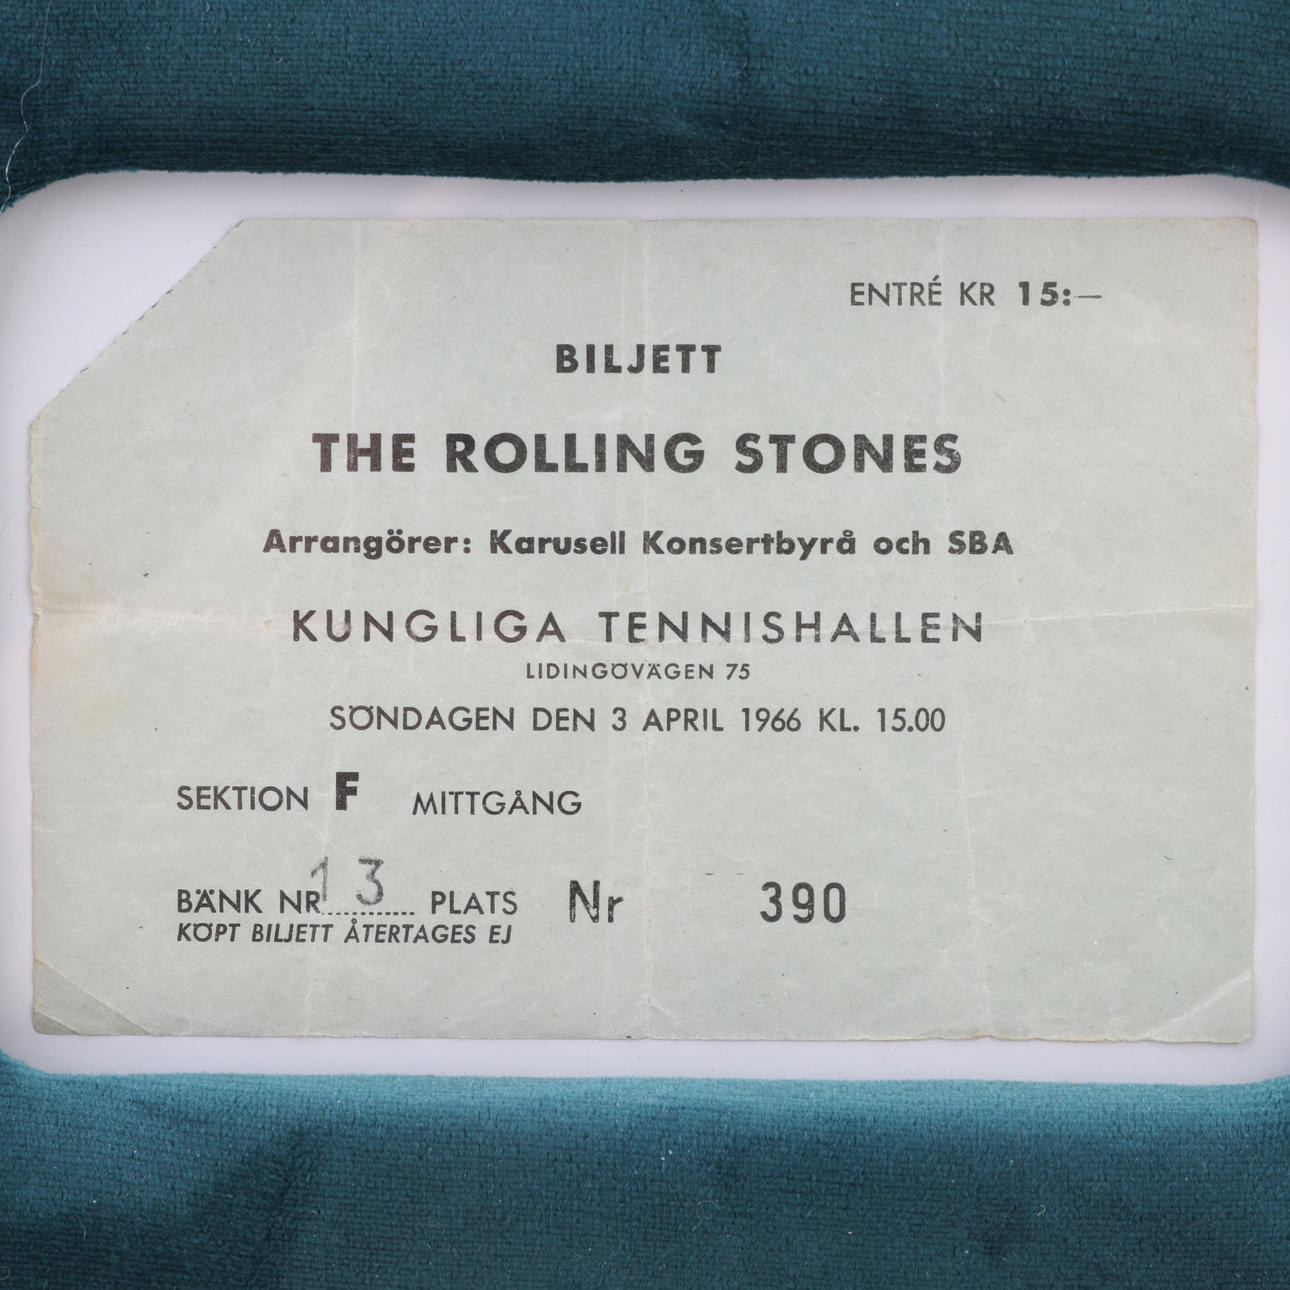 ENTRÉ KR 15:—
BILJETT
THE ROLLING STONES
Arrangörer: Karusell Konsertbyrå och SBA
KUNGLIGA TENNISHALLEN
LIDINGÖVÄGEN 75
SÖNDAGEN DEN 3 APRIL 1966 KL. 15.00
SEKTION F MITTGÅNG
BÄNK NR 13 PLATS Nr 390
KÖPT BILJETT ÅTERTAGES EJ